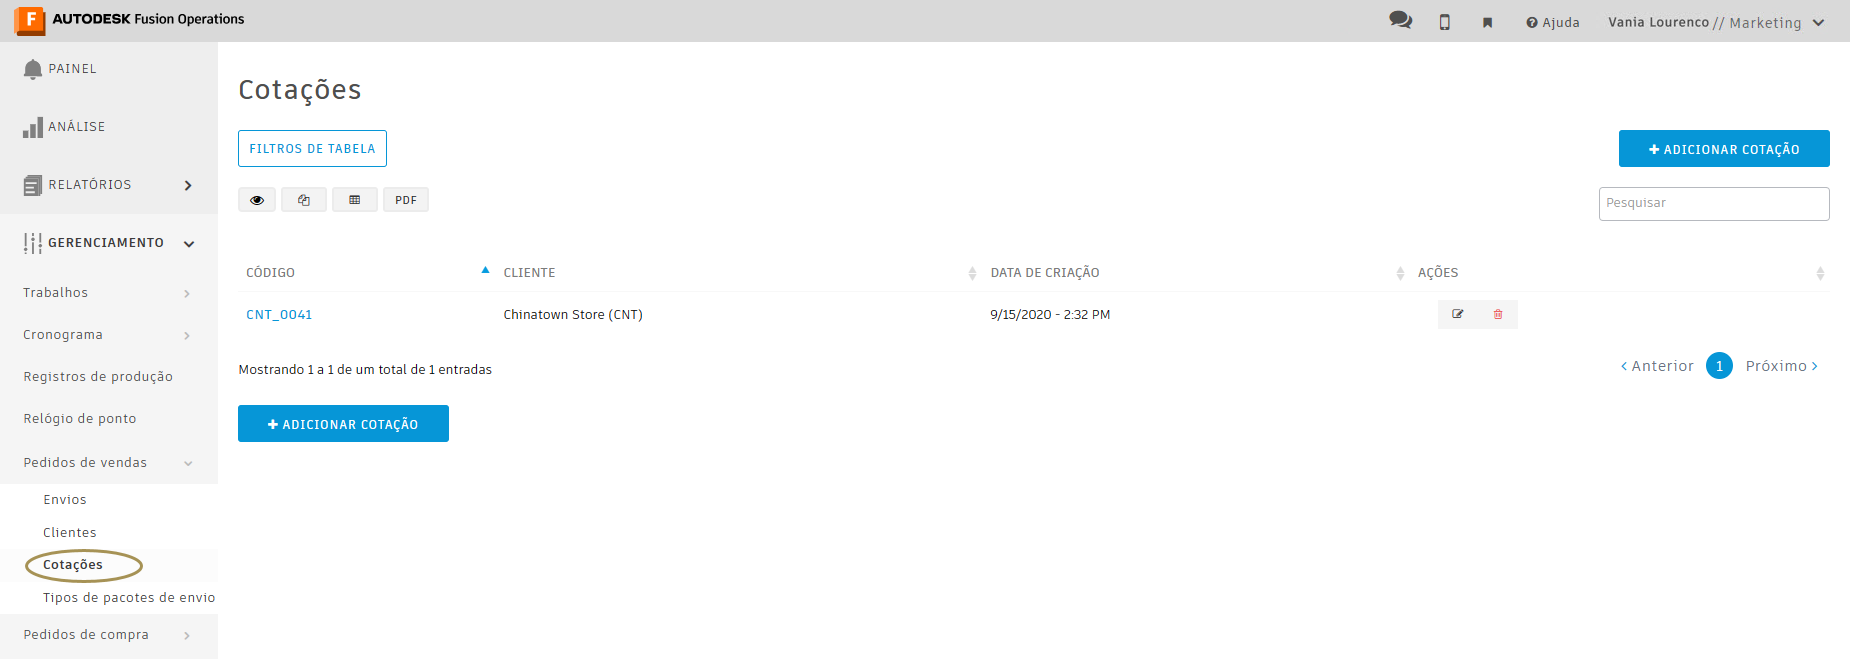 F AUTODESK Fusion Operations
Ajuda
Vania Lourenco // Marketing
PAINEL
ANÁLISE
RELATÓRIOS
GERENCIAMENTO
Trabalhos
Cronograma
Registros de produção
Relógio de ponto
Pedidos de vendas
Envios
Clientes
Cotações
Tipos de pacotes de envio
Pedidos de compra
Cotações
FILTROS DE TABELA
+ ADICIONAR COTAÇÃO
PDF
Pesquisar
CÓDIGO CLIENTE DATA DE CRIAÇÃO AÇÕES
CNT_0041 Chinatown Store (CNT) 9/15/2020 - 2:32 PM
Mostrando 1 a 1 de um total de 1 entradas
< Anterior 1 Próximo >
+ ADICIONAR COTAÇÃO